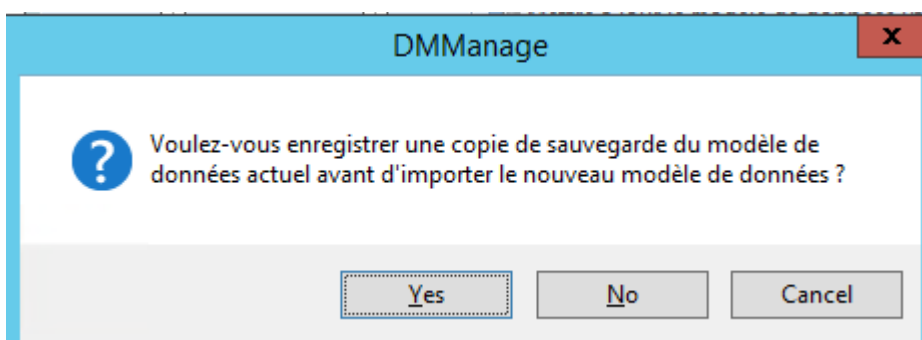 DMManage
x
Voulez-vous enregistrer une copie de sauvegarde du modèle de
données actuel avant d'importer le nouveau modèle de données ?
Yes
No
Cancel